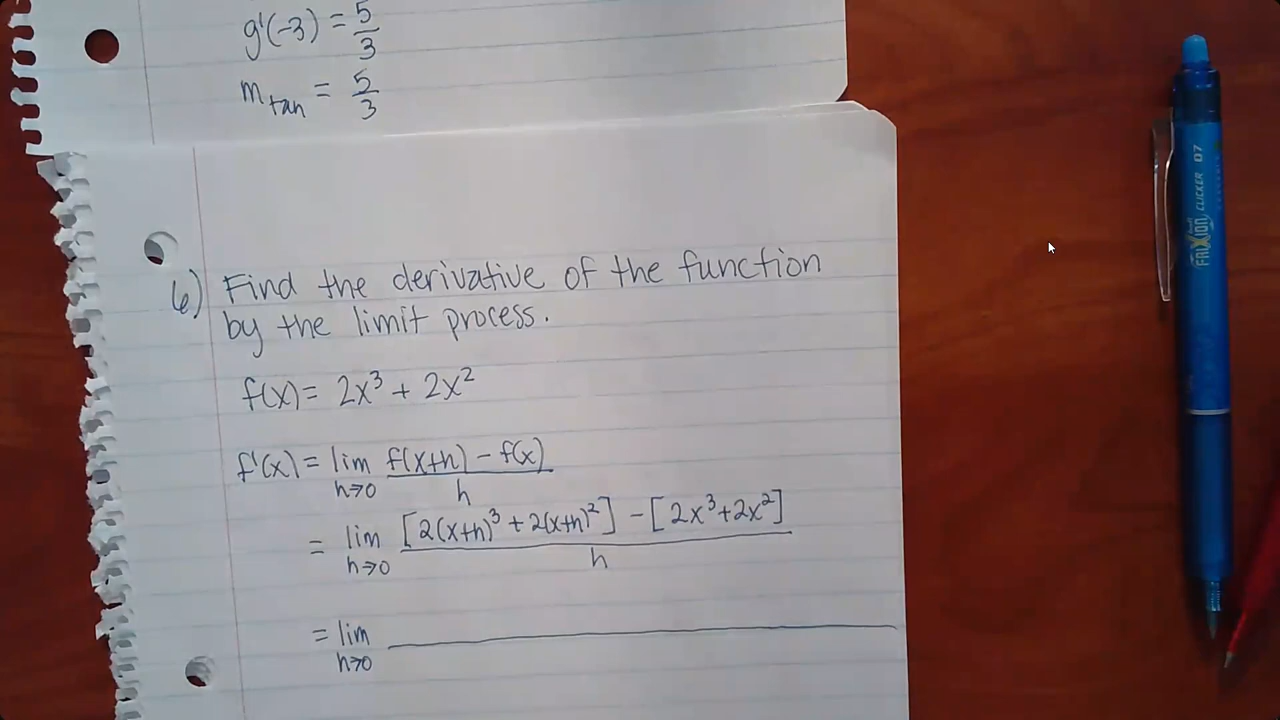 g'(-3) = 5/3
m_tan = 5/3
6) Find the derivative of the function
by the limit process.
f(x) = 2x³ + 2x²
f'(x) = lim h→0 f(x+h) - f(x) / h
= lim h→0 [2(x+h)³ + 2(x+h)²] - [2x³+2x²] / h
= lim h→0
FRIXION CLICKER 07